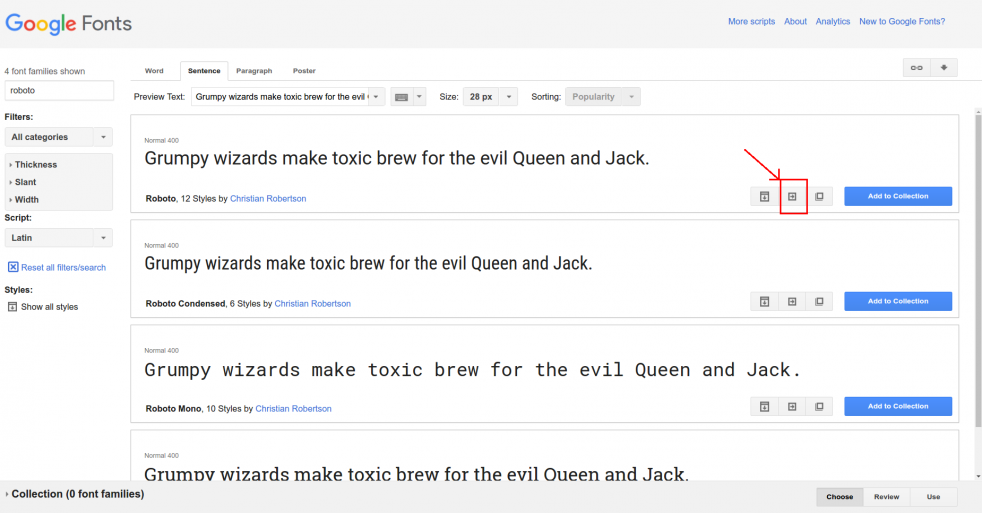 Google Fonts
More scripts About Analytics New to Google Fonts?
4 font families shown
roboto
Filters:
All categories
Thickness
Slant
Width
Script:
Latin
Reset all filters/search
Styles:
Show all styles
Word Sentence Paragraph Poster
Preview Text: Grumpy wizards make toxic brew for the evil Size: 28 px Sorting: Popularity
Normal 400
Grumpy wizards make toxic brew for the evil Queen and Jack.
Roboto, 12 Styles by Christian Robertson
Add to Collection
Normal 400
Grumpy wizards make toxic brew for the evil Queen and Jack.
Roboto Condensed, 6 Styles by Christian Robertson
Add to Collection
Normal 400
Grumpy wizards make toxic brew for the evil Queen and Jack.
Roboto Mono, 10 Styles by Christian Robertson
Add to Collection
Normal 400
Grumpy wizards make toxic brew for the evil Queen and Jack.
Collection (0 font families)
Choose Review Use